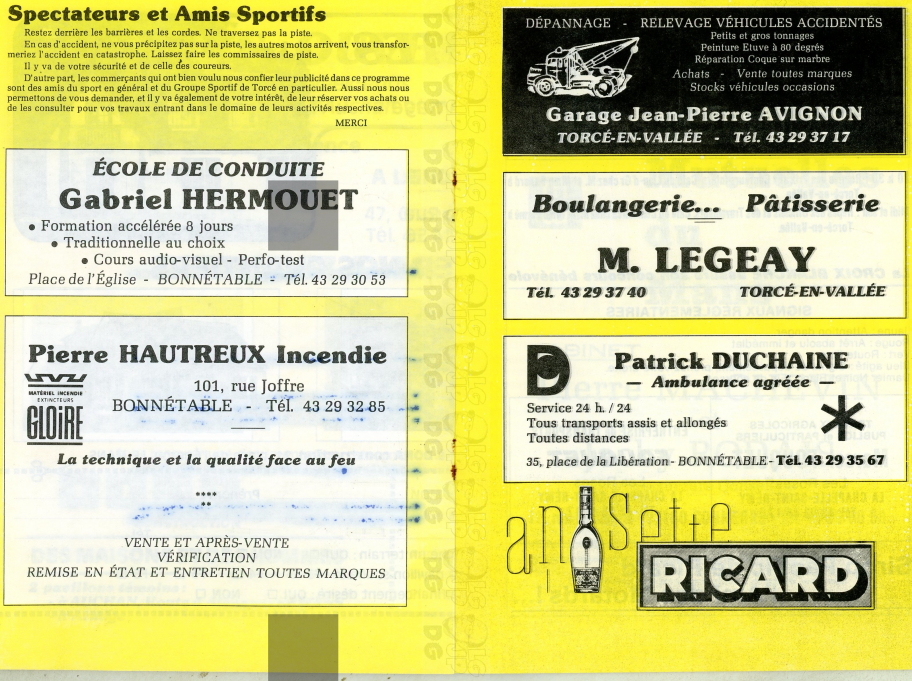 Spectateurs et Amis Sportifs
Restez derrière les barrières et les cordes. Ne traversez pas la piste.
En cas d'accident, ne vous précipitez pas sur la piste, les autres motos arrivent, vous transfor-
meriez l'accident en catastrophe. Laissez faire les commissaires de piste.
Il y va de votre sécurité et de celle des coureurs.
D'autre part, les commerçants qui ont bien voulu nous confier leur publicité dans ce programme
sont des amis du sport en général et du Groupe Sportif de Torcé en particulier. Aussi nous nous
permettons de vous demander, et il y va également de votre intérêt, de leur réserver vos achats ou
de les consulter pour vos travaux entrant dans le domaine de leurs activités respectives.
MERCI
ÉCOLE DE CONDUITE
Gabriel HERMOUET
• Formation accélérée 8 jours
• Traditionnelle au choix
• Cours audio-visuel - Perfo-test
Place de l'Église - BONNÉTABLE - Tél. 43 29 30 53
Pierre HAUTREUX Incendie
MATÉRIEL INCENDIE
EXTINCTEURS
GLOIRE
101, rue Joffre
BONNÉTABLE - Tél. 43 29 32 85
La technique et la qualité face au feu
****
**
VENTE ET APRÈS-VENTE
VÉRIFICATION
REMISE EN ÉTAT ET ENTRETIEN TOUTES MARQUES
DÉPANNAGE - RELEVAGE VÉHICULES ACCIDENTÉS
Petits et gros tonnages
Peinture Etuve à 80 degrés
Réparation Coque sur marbre
Achats - Vente toutes marques
Stocks véhicules occasions
Garage Jean-Pierre AVIGNON
TORCÉ-EN-VALLÉE - Tél. 43 29 37 17
Boulangerie... Pâtisserie
M. LEGEAY
Tél. 43 29 37 40 TORCÉ-EN-VALLÉE
D
Patrick DUCHAINE
— Ambulance agréée —
Service 24 h. / 24
Tous transports assis et allongés
Toutes distances
35, place de la Libération - BONNÉTABLE - Tél. 43 29 35 67
anisette
RICARD